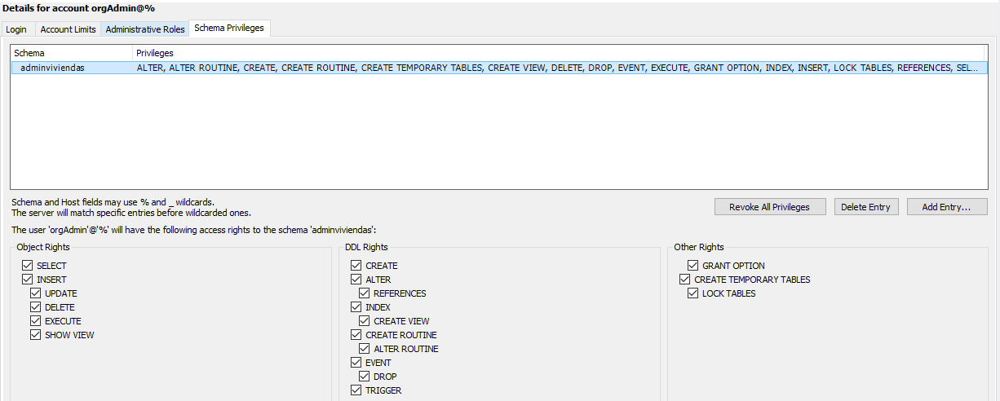 Details for account orgAdmin@%
Login Account Limits Administrative Roles Schema Privileges
Schema Privileges
adminviviendas ALTER, ALTER ROUTINE, CREATE, CREATE ROUTINE, CREATE TEMPORARY TABLES, CREATE VIEW, DELETE, DROP, EVENT, EXECUTE, GRANT OPTION, INDEX, INSERT, LOCK TABLES, REFERENCES, SEL...
Schema and Host fields may use % and _ wildcards.
The server will match specific entries before wildcarded ones.
Revoke All Privileges Delete Entry Add Entry...
The user 'orgAdmin'@'%' will have the following access rights to the schema 'adminviviendas':
Object Rights
SELECT
INSERT
UPDATE
DELETE
EXECUTE
SHOW VIEW
DDL Rights
CREATE
ALTER
REFERENCES
INDEX
CREATE VIEW
CREATE ROUTINE
ALTER ROUTINE
EVENT
DROP
TRIGGER
Other Rights
GRANT OPTION
CREATE TEMPORARY TABLES
LOCK TABLES